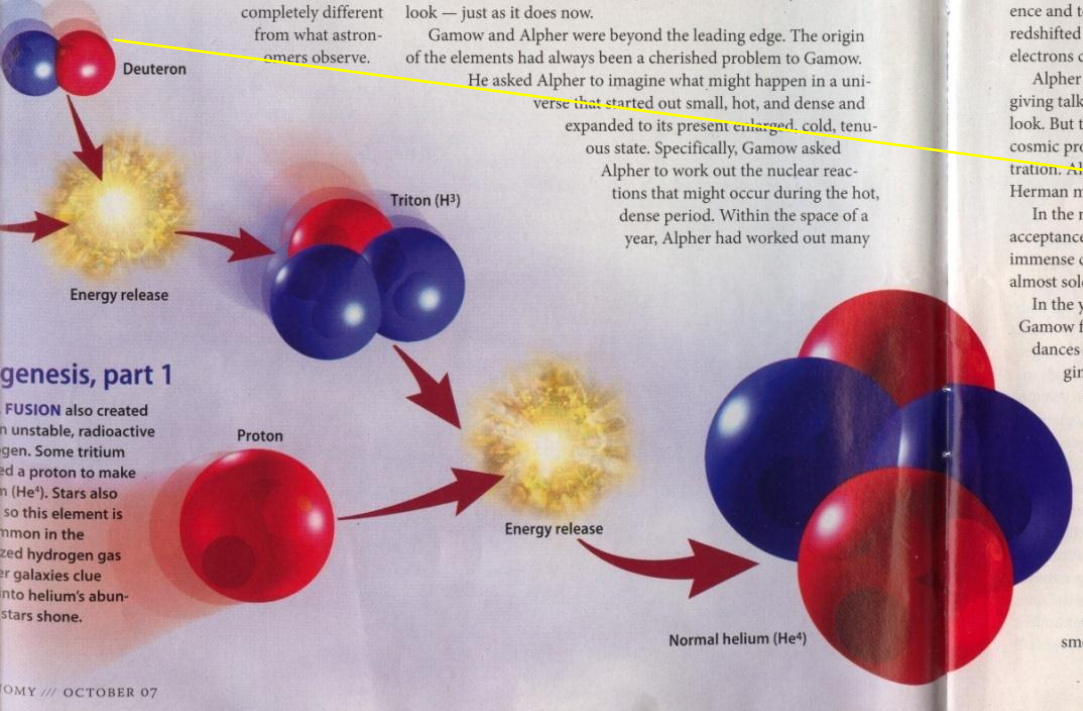 completely different
from what astron-
omers observe.
look — just as it does now.
Gamow and Alpher were beyond the leading edge. The origin
of the elements had always been a cherished problem to Gamow.
He asked Alpher to imagine what might happen in a uni-
verse that started out small, hot, and dense and
expanded to its present enlarged, cold, tenu-
ous state. Specifically, Gamow asked
Alpher to work out the nuclear reac-
tions that might occur during the hot,
dense period. Within the space of a
year, Alpher had worked out many
ence and t
redshifted
electrons c
Alpher
giving talk
look. But t
cosmic pro
tration. Al
Herman m
In the r
acceptance
immense c
almost sol
In the y
Gamow f
dances
gin
sm
Deuteron
Energy release
Triton (H³)
genesis, part 1
FUSION also created
n unstable, radioactive
gen. Some tritium
ed a proton to make
n (He⁴). Stars also
so this element is
mmon in the
zed hydrogen gas
er galaxies clue
into helium's abun-
stars shone.
Proton
Energy release
Normal helium (He⁴)
OMY /// OCTOBER 07